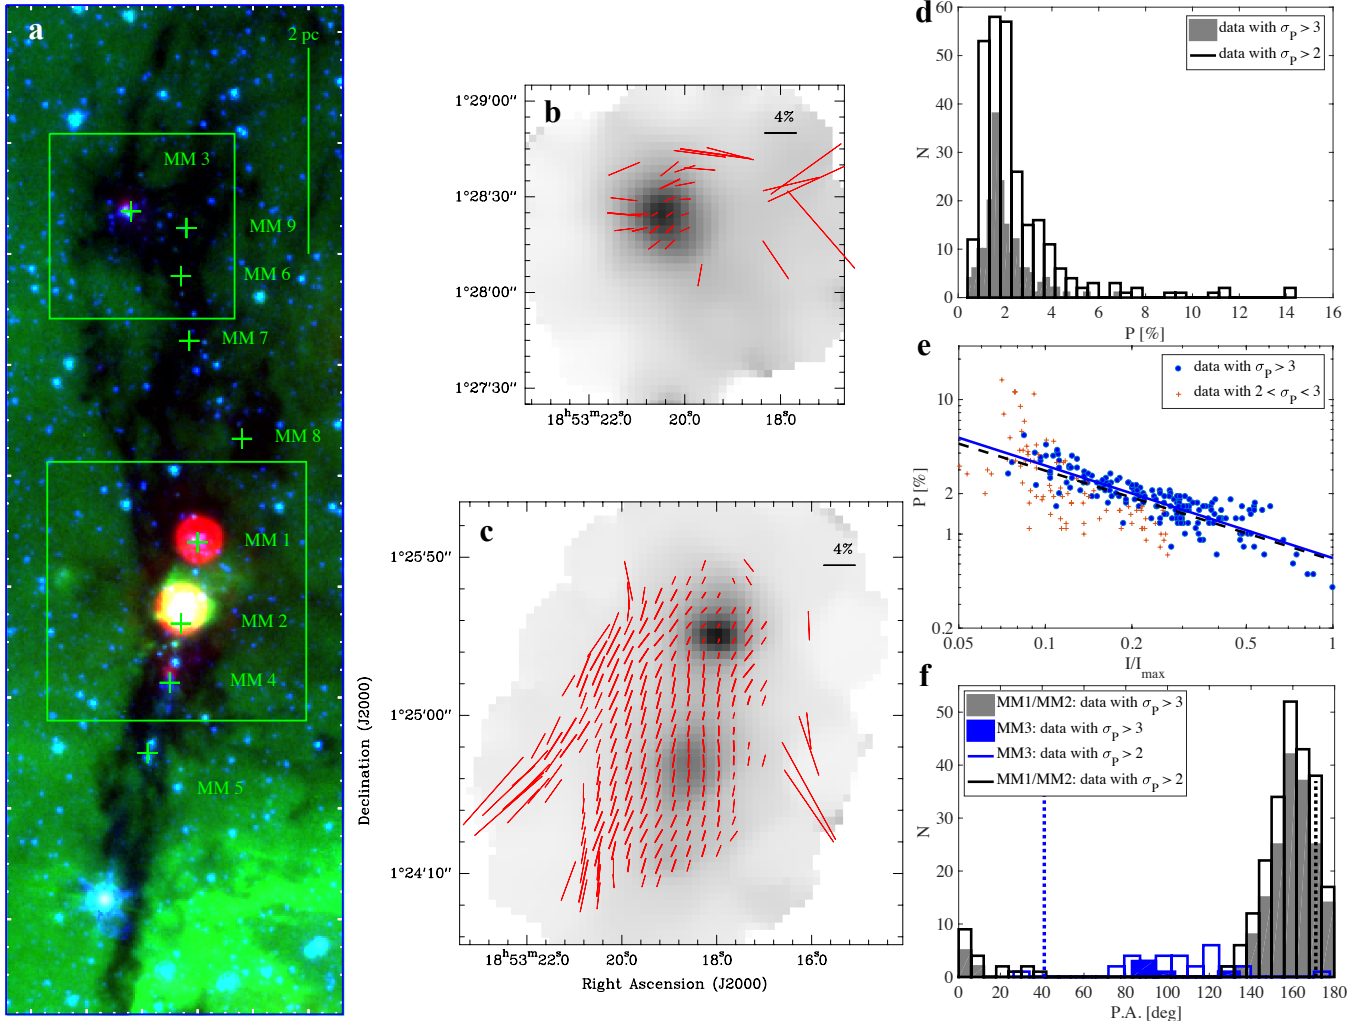 a
2 pc
MM 3
MM 9
MM 6
MM 7
MM 8
MM 1
MM 2
MM 4
MM 5
b
4%
1°29′00″
1°28′30″
1°28′00″
1°27′30″
18h53m22s.0 20s.0 18s.0
c
4%
1°25′50″
1°25′00″
1°24′10″
Declination (J2000)
18h53m22s.0 20s.0 18s.0 16s.0
Right Ascension (J2000)
d
60
50
40
30
20
10
0
N
data with σP > 3
data with σP > 2
0 2 4 6 8 10 12 14 16
P [%]
e
data with σP > 3
data with 2 < σP < 3
10
2
1
0.2
P [%]
0.05 0.1 0.2 0.5 1
I/Imax
f
MM1/MM2: data with σP > 3
MM3: data with σP > 3
MM3: data with σP > 2
MM1/MM2: data with σP > 2
50
40
30
20
10
0
N
0 20 40 60 80 100 120 140 160 180
P.A. [deg]